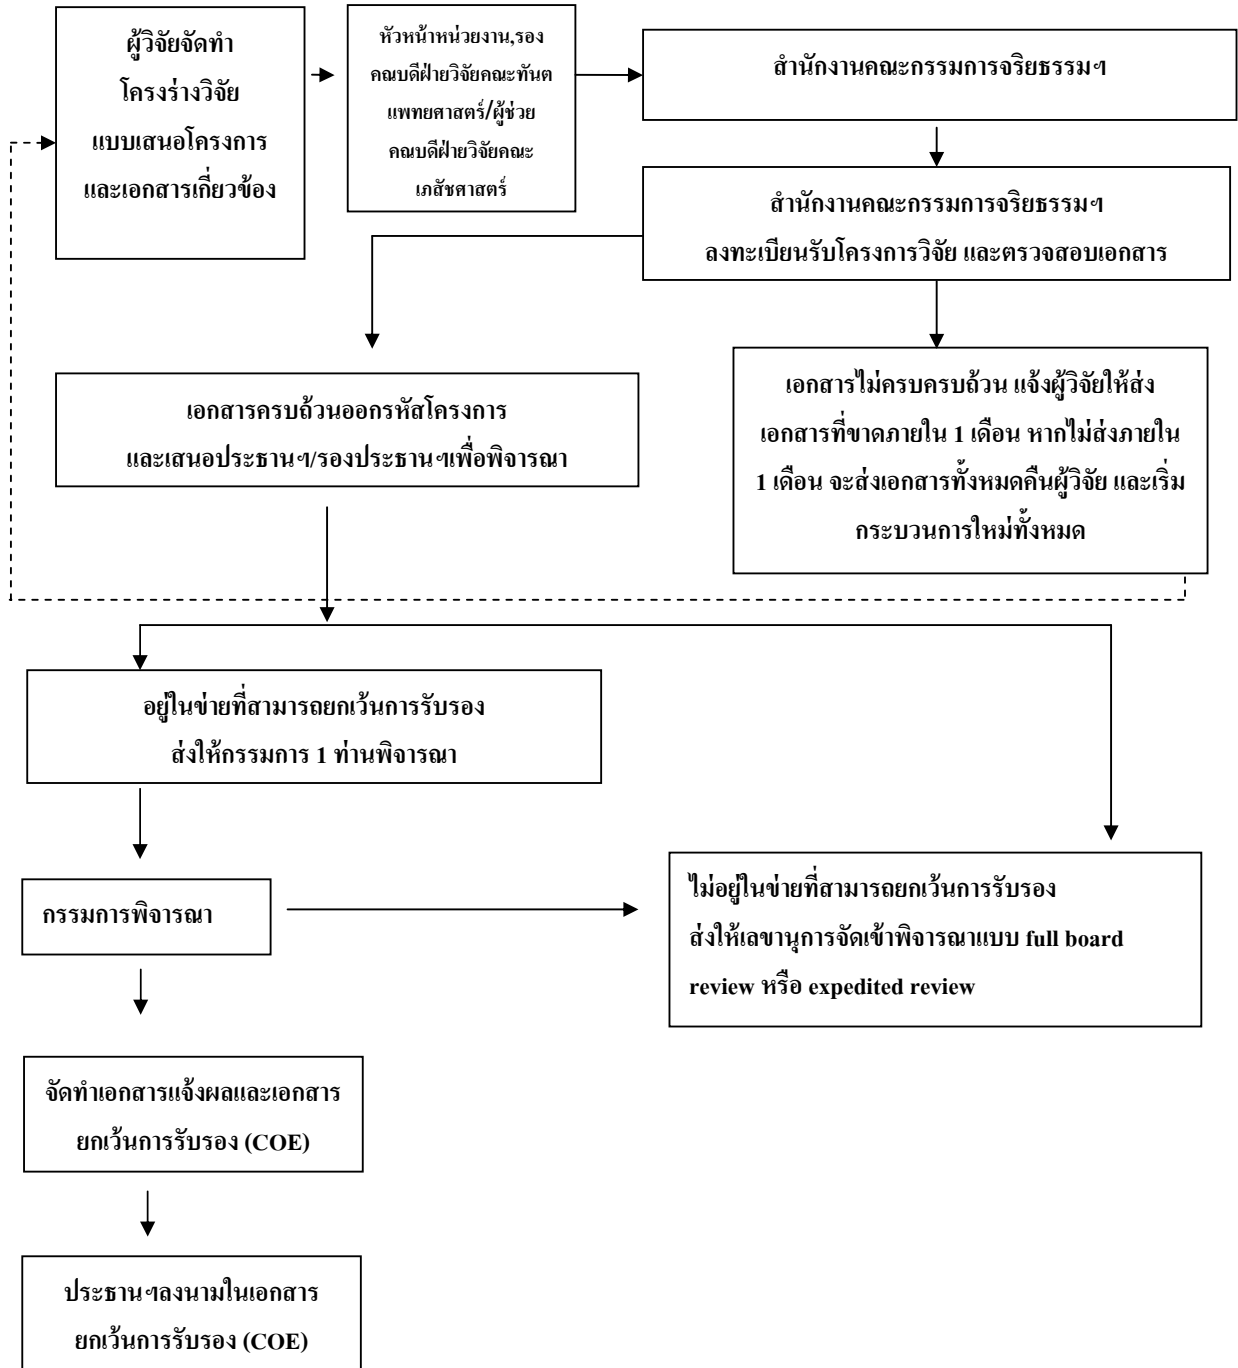 ผู้วิจัยจัดทำ
โครงร่างวิจัย
แบบเสนอโครงการ
และเอกสารเกี่ยวข้อง
หัวหน้าหน่วยงาน,รอง
คณบดีฝ่ายวิจัยคณะทันต
แพทยศาสตร์/ผู้ช่วย
คณบดีฝ่ายวิจัยคณะ
เภสัชศาสตร์
สำนักงานคณะกรรมการจริยธรรมฯ
สำนักงานคณะกรรมการจริยธรรมฯ
ลงทะเบียนรับโครงการวิจัย และตรวจสอบเอกสาร
เอกสารครบถ้วนออกรหัสโครงการ
และเสนอประธานฯ/รองประธานฯเพื่อพิจารณา
เอกสารไม่ครบครบถ้วน แจ้งผู้วิจัยให้ส่ง
เอกสารที่ขาดภายใน 1 เดือน หากไม่ส่งภายใน
1 เดือน จะส่งเอกสารทั้งหมดคืนผู้วิจัย และเริ่ม
กระบวนการใหม่ทั้งหมด
อยู่ในข่ายที่สามารถยกเว้นการรับรอง
ส่งให้กรรมการ 1 ท่านพิจารณา
กรรมการพิจารณา
ไม่อยู่ในข่ายที่สามารถยกเว้นการรับรอง
ส่งให้เลขานุการจัดเข้าพิจารณาแบบ full board
review หรือ expedited review
จัดทำเอกสารแจ้งผลและเอกสาร
ยกเว้นการรับรอง (COE)
ประธานฯลงนามในเอกสาร
ยกเว้นการรับรอง (COE)